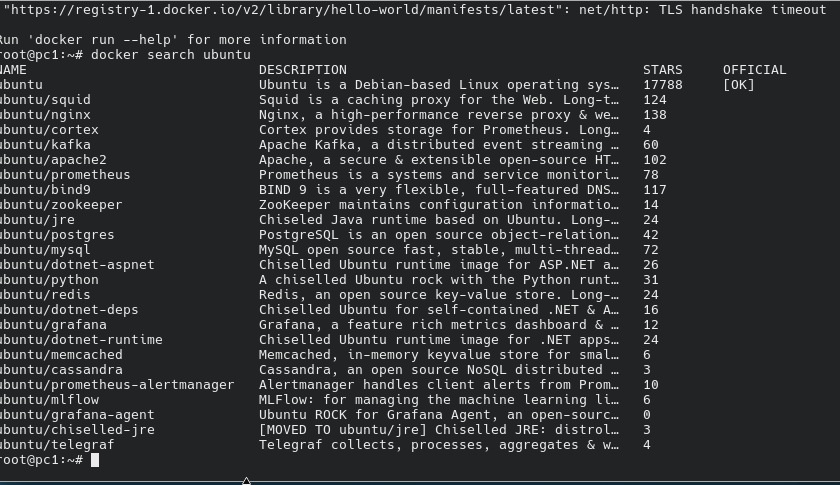 "https://registry-1.docker.io/v2/library/hello-world/manifests/latest": net/http: TLS handshake timeout
Run 'docker run --help' for more information
root@pc1:~# docker search ubuntu
NAME DESCRIPTION STARS OFFICIAL
ubuntu Ubuntu is a Debian-based Linux operating sys… 17788 [OK]
ubuntu/squid Squid is a caching proxy for the Web. Long-t… 124
ubuntu/nginx Nginx, a high-performance reverse proxy & we… 138
ubuntu/cortex Cortex provides storage for Prometheus. Long… 4
ubuntu/kafka Apache Kafka, a distributed event streaming … 60
ubuntu/apache2 Apache, a secure & extensible open-source HT… 102
ubuntu/prometheus Prometheus is a systems and service monitori… 78
ubuntu/bind9 BIND 9 is a very flexible, full-featured DNS… 117
ubuntu/zookeeper ZooKeeper maintains configuration informatio… 14
ubuntu/jre Chiseled Java runtime based on Ubuntu. Long-… 24
ubuntu/postgres PostgreSQL is an open source object-relation… 42
ubuntu/mysql MySQL open source fast, stable, multi-thread… 72
ubuntu/dotnet-aspnet Chiselled Ubuntu runtime image for ASP.NET a… 26
ubuntu/python A chiselled Ubuntu rock with the Python runt… 31
ubuntu/redis Redis, an open source key-value store. Long-… 24
ubuntu/dotnet-deps Chiselled Ubuntu for self-contained .NET & A… 16
ubuntu/grafana Grafana, a feature rich metrics dashboard & … 12
ubuntu/dotnet-runtime Chiselled Ubuntu runtime image for .NET apps… 24
ubuntu/memcached Memcached, in-memory keyvalue store for smal… 6
ubuntu/cassandra Cassandra, an open source NoSQL distributed … 3
ubuntu/prometheus-alertmanager Alertmanager handles client alerts from Prom… 10
ubuntu/mlflow MLFlow: for managing the machine learning li… 6
ubuntu/grafana-agent Ubuntu ROCK for Grafana Agent, an open-sourc… 0
ubuntu/chiselled-jre [MOVED TO ubuntu/jre] Chiselled JRE: distrol… 3
ubuntu/telegraf Telegraf collects, processes, aggregates & w… 4
root@pc1:~#